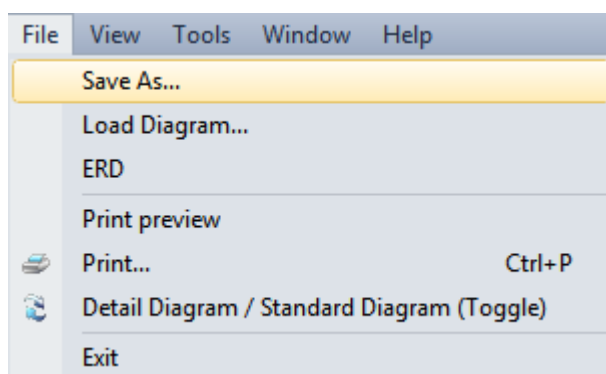 File View Tools Window Help
Save As...
Load Diagram...
ERD
Print preview
Print... Ctrl+P
Detail Diagram / Standard Diagram (Toggle)
Exit